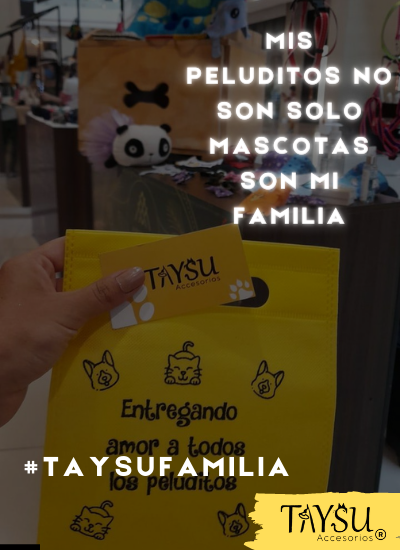 MIS
PELUDITOS NO
SON SOLO
MASCOTAS
SON MI
FAMILIA
TAYSU
Accesorios
Entregando
amor a todos
los peluditos
#TAYSUFAMILIA
TAYSU
Accesorios®